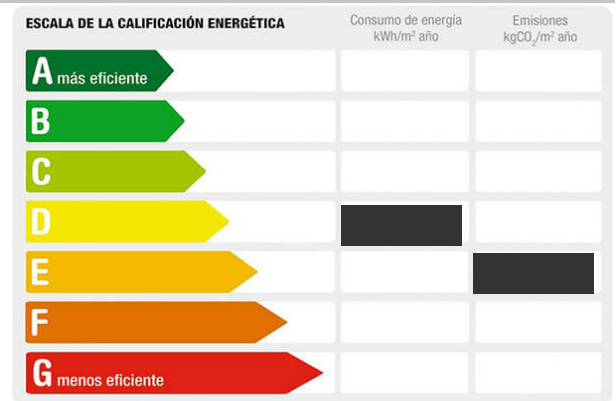 ESCALA DE LA CALIFICACIÓN ENERGÉTICA
Consumo de energía
kWh/m² año
Emisiones
kgCO₂/m² año
A más eficiente
B
C
D
E
F
G menos eficiente